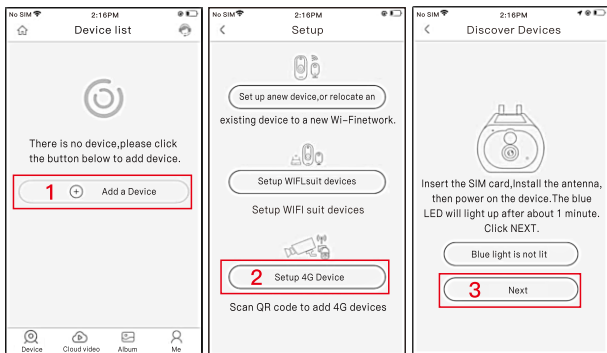 No SIM 2:16PM
Device list
There is no device,please click
the button below to add device.
1 Add a Device
Device Cloud video Album Me
No SIM 2:16PM
Setup
Set up anew device,or relocate an
existing device to a new Wi-Finetwork.
Setup WIFLsuit devices
Setup WIFI suit devices
2 Setup 4G Device
Scan QR code to add 4G devices
No SIM 2:16PM
Discover Devices
Insert the SIM card,Install the antenna,
then power on the device.The blue
LED will light up after about 1 minute.
Click NEXT.
Blue light is not lit
3 Next